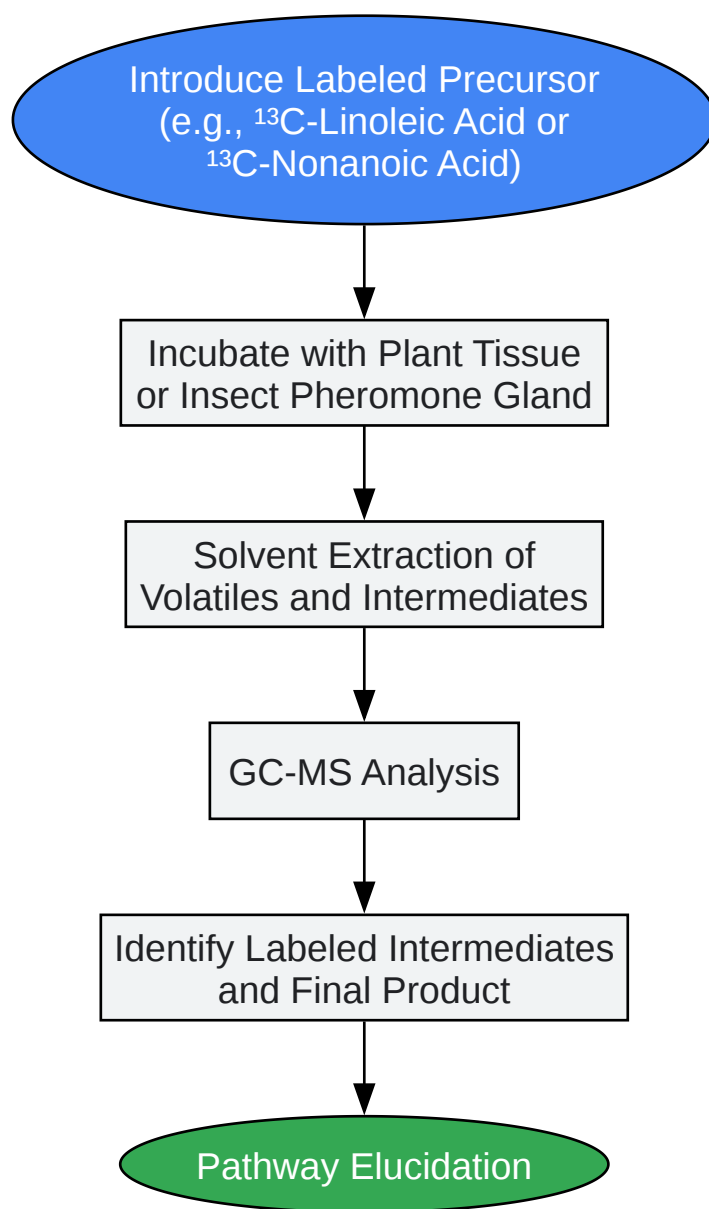 Introduce Labeled Precursor
(e.g., ¹³C-Linoleic Acid or
¹³C-Nonanoic Acid)
Incubate with Plant Tissue
or Insect Pheromone Gland
Solvent Extraction of
Volatiles and Intermediates
GC-MS Analysis
Identify Labeled Intermediates
and Final Product
Pathway Elucidation